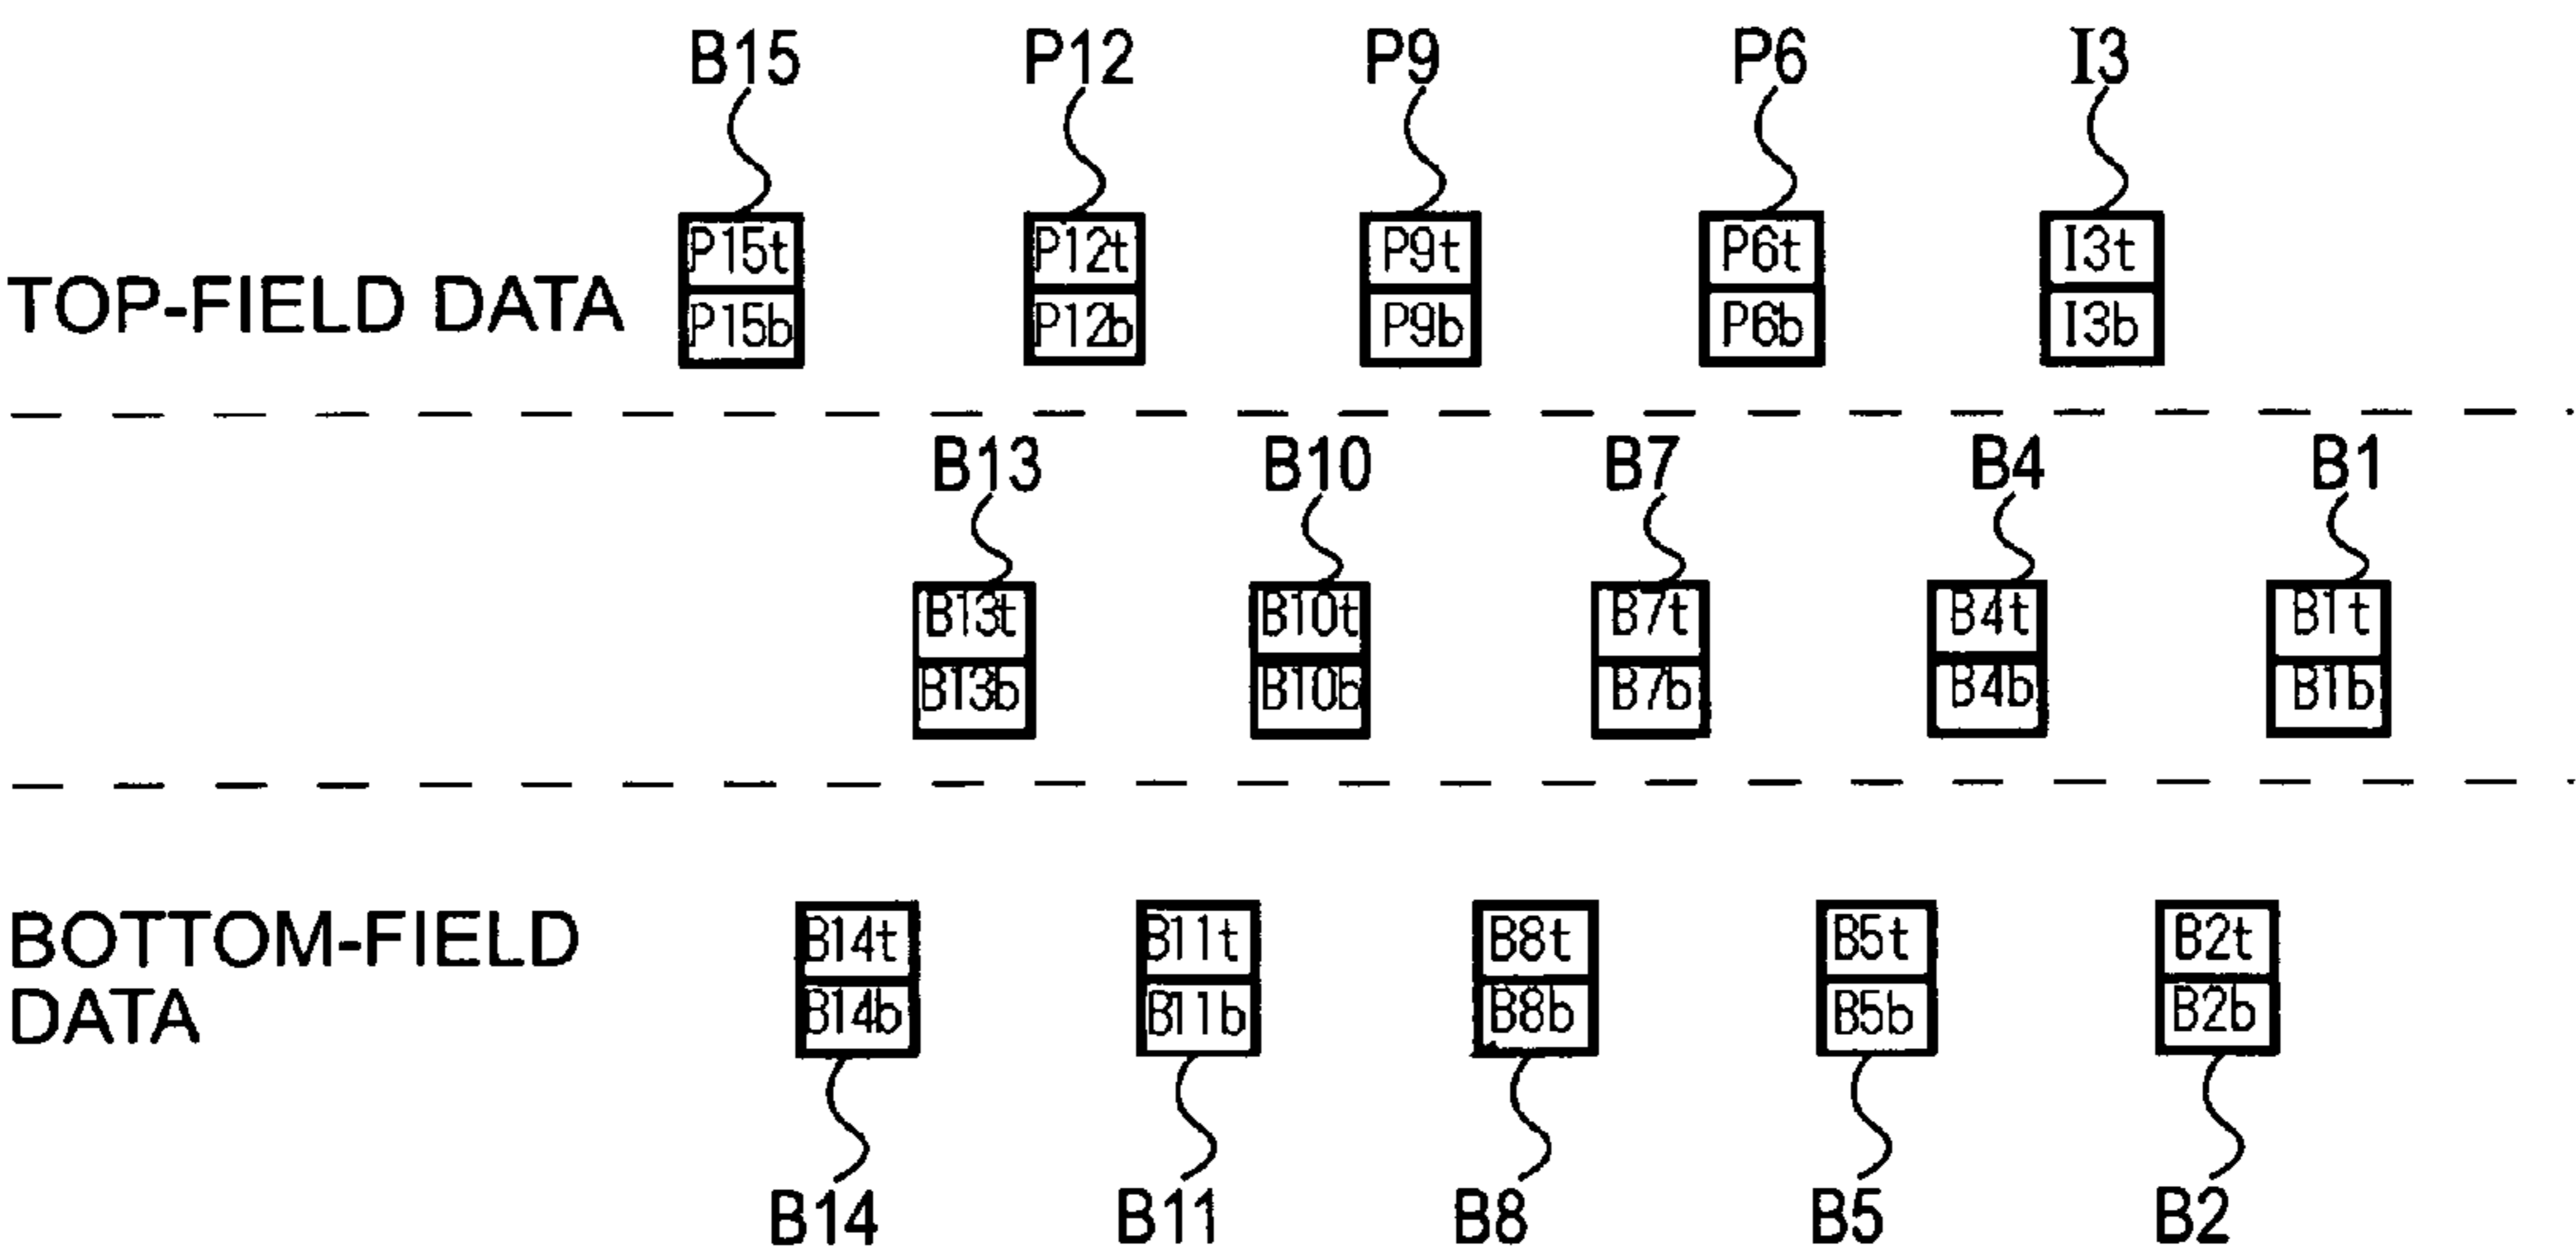 B15 P12 P9 P6 I3
P15t P12t P9t P6t I3t
TOP-FIELD DATA
P15b P12b P9b P6b I3b
B13 B10 B7 B4 B1
B13t B10t B7t B4t B1t
B13b B10b B7b B4b B1b
B14t B11t B8t B5t B2t
BOTTOM-FIELD
DATA
B14b B11b B8b B5b B2b
B14 B11 B8 B5 B2